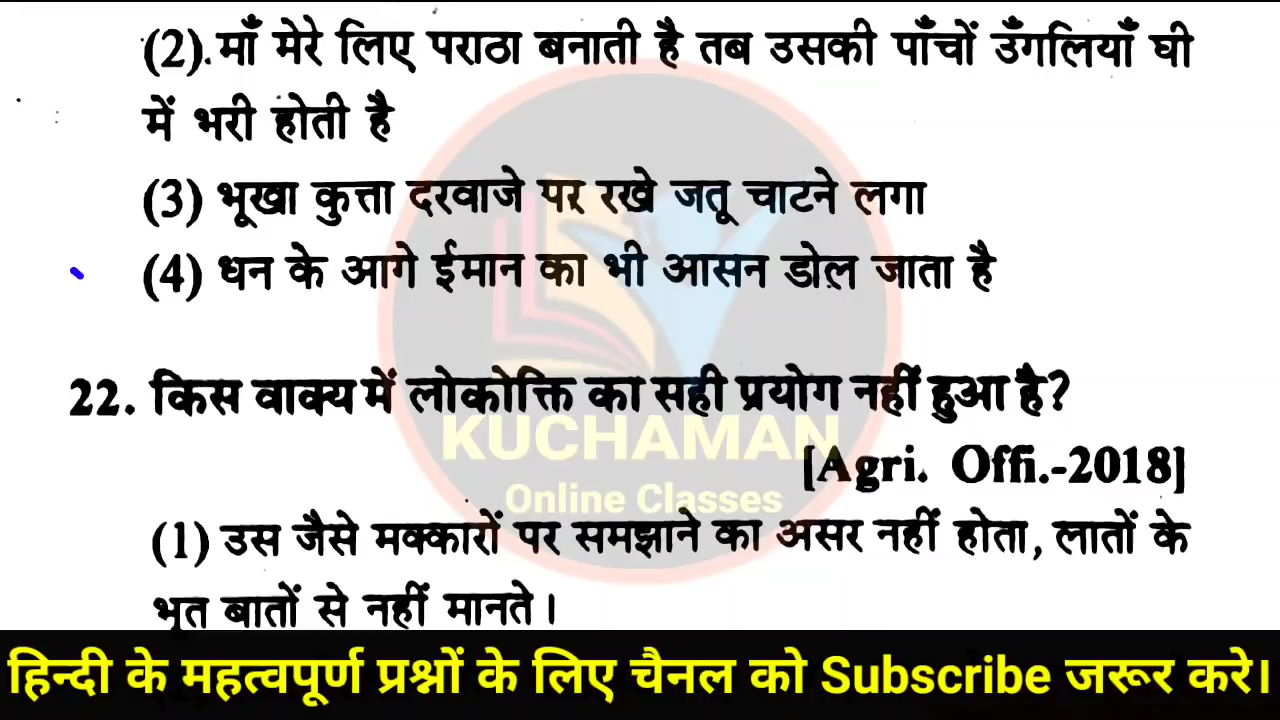 (2). माँ मेरे लिए पराठा बनाती है तब उसकी पाँचों उँगलियाँ घी
में भरी होती है
(3) भूखा कुत्ता दरवाजे पर रखे जतू चाटने लगा
(4) धन के आगे ईमान का भी आसन डोल जाता है
22. किस वाक्य में लोकोक्ति का सही प्रयोग नहीं हुआ है?
KUCHAMAN
[Agri. Offi.-2018]
Online Classes
(1) उस जैसे मक्कारों पर समझाने का असर नहीं होता, लातों के
भूत बातों से नहीं मानते।
हिन्दी के महत्वपूर्ण प्रश्नों के लिए चैनल को Subscribe जरूर करे।